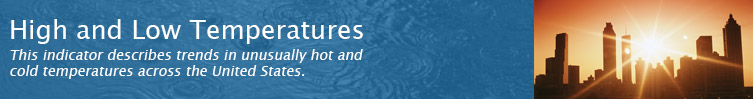 High and Low Temperatures
This indicator describes trends in unusually hot and
cold temperatures across the United States.